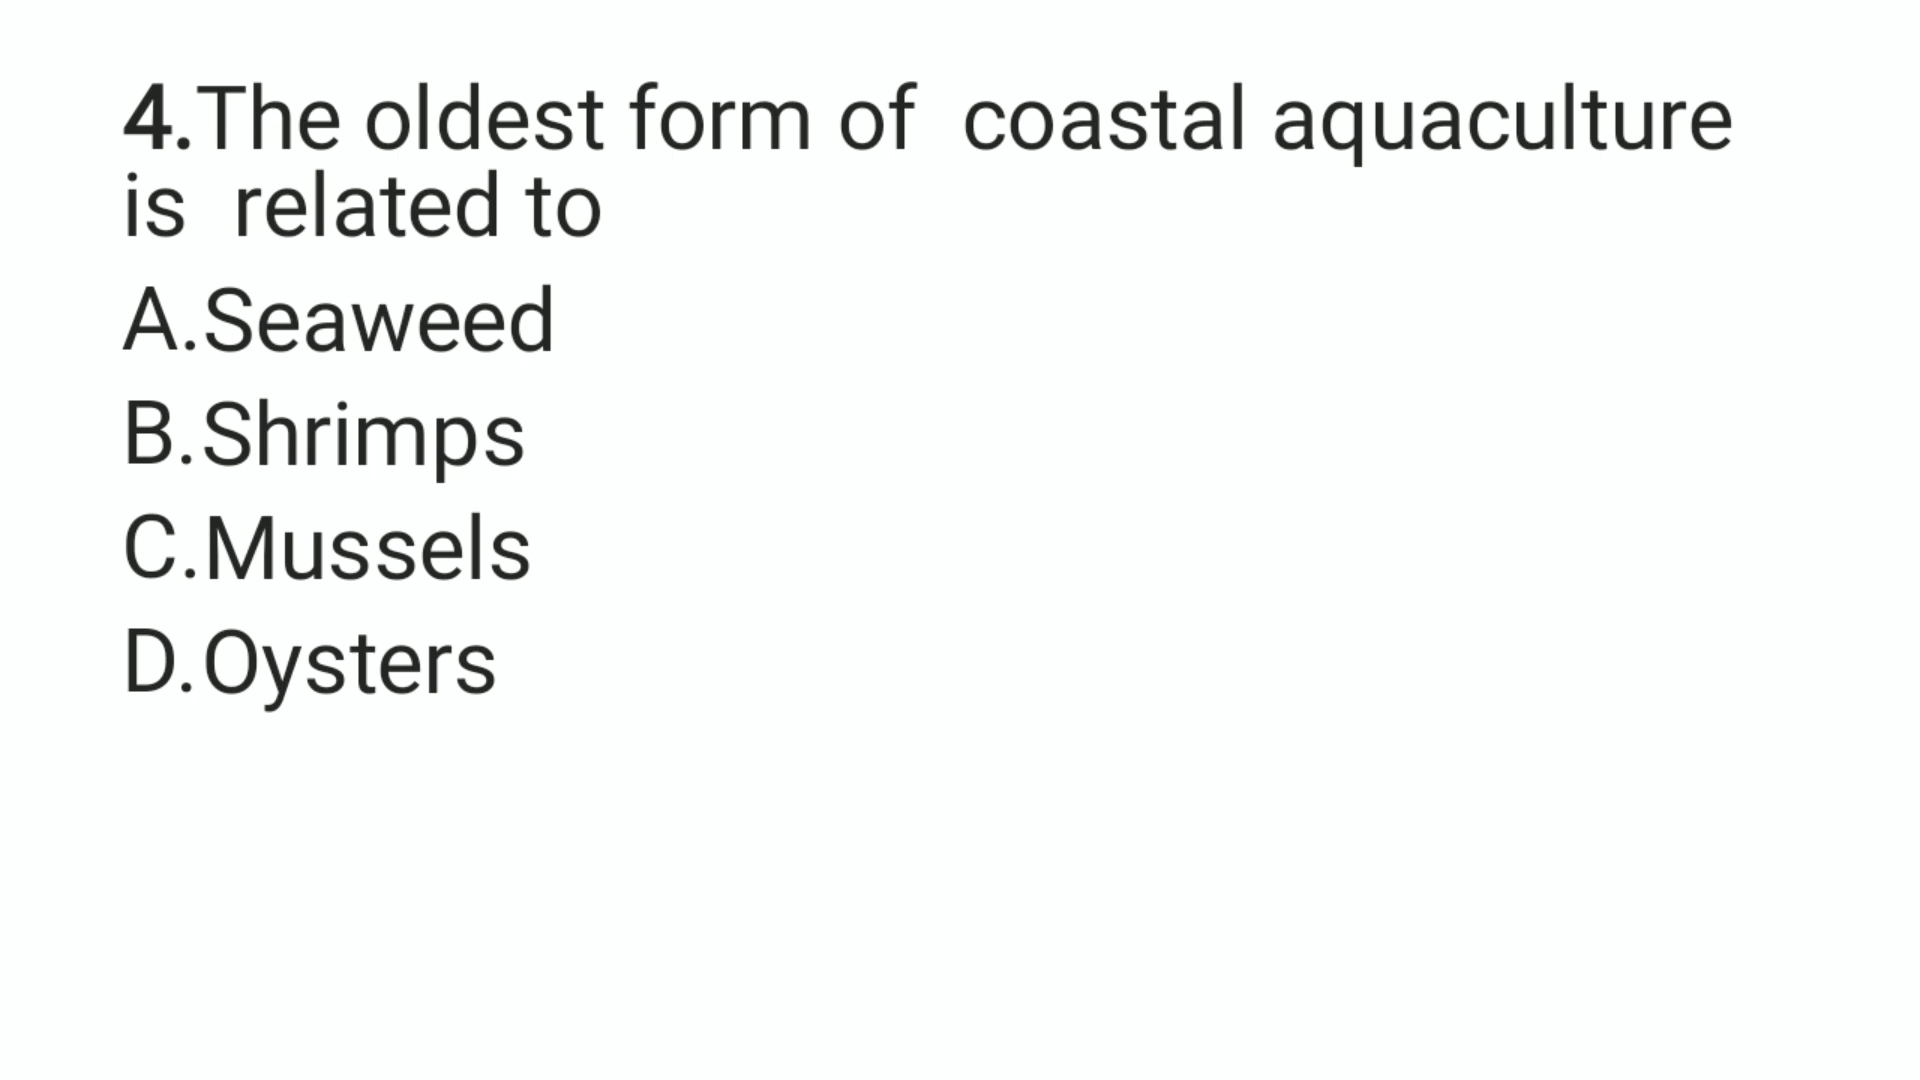 4.The oldest form of  coastal aquaculture
is  related to
A.Seaweed
B.Shrimps
C.Mussels
D.Oysters